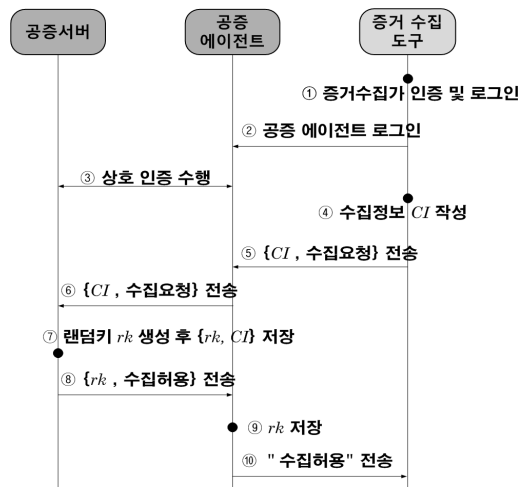 공증서버
공증
에이전트
증거 수집
도구
① 증거수집가 인증 및 로그인
② 공증 에이전트 로그인
③ 상호 인증 수행
④ 수집정보 CI 작성
⑤ {CI , 수집요청} 전송
⑥ {CI , 수집요청} 전송
⑦ 랜덤키 rk 생성 후 {rk, CI} 저장
⑧ {rk , 수집허용} 전송
⑨ rk 저장
⑩ " 수집허용" 전송